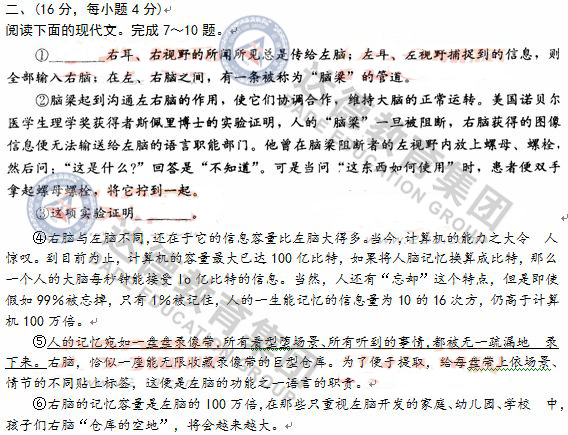 二、(16 分，每小题 4 分)
阅读下面的现代文。完成 7～10 题。
①________右耳、右视野的所闻所见总是传给左脑；左耳、左视野捕捉到的信息，则
全部输入右脑；在左、右脑之间，有一条被称为“脑梁”的管道。
②脑梁起到沟通左右脑的作用，使它们协调合作，维持大脑的正常运转。美国诺贝尔
医学生理学奖获得者斯佩里博士的实验证明，人的“脑梁”一旦被阻断，右脑获得的图像
信息便无法输送给左脑的语言职能部门。他曾在脑梁阻断者的左视野内放上螺母、螺栓，
然后问：“这是什么？”回答是“不知道”。可是当问“这东西如何使用”时，患者便双手
拿起螺母螺栓，将它拧到一起。
③这项实验证明________。
④右脑与左脑不同,还在于它的信息容量比左脑大得多。当今,计算机的能力之大令 人
惊叹。到目前为止，计算机的容量最大已达 100 亿比特，如果将人脑记忆换算成比特，那么
一个人的大脑每秒钟能接受 lo 亿比特的信息。当然，人还有“忘却”这个特点，但是即使
假如 99%被忘掉，只有 1%被记住，人的一生能记忆的信息量为 10 的 16 次方，仍高于计算
机 100 万倍。
⑤人的记忆宛如一盘盘录像带,所有看型堕场景、所有听到的事情,都被无一疏漏地 录
下来。右脑，恰似一座能无限收藏录像带的巨型仓库。为了便于提取，给每盘带上依场景、
情节的不同贴上标签，这便是左脑的功能之一语言的职责。
⑥右脑的记忆容量是左脑的 l00 万倍,在那些只重视左脑开发的家庭、幼儿园、学校 中，
孩子们右脑“仓库的空地”，将会越来越大。
达德教育集团
DADE EDUCATION GROUP